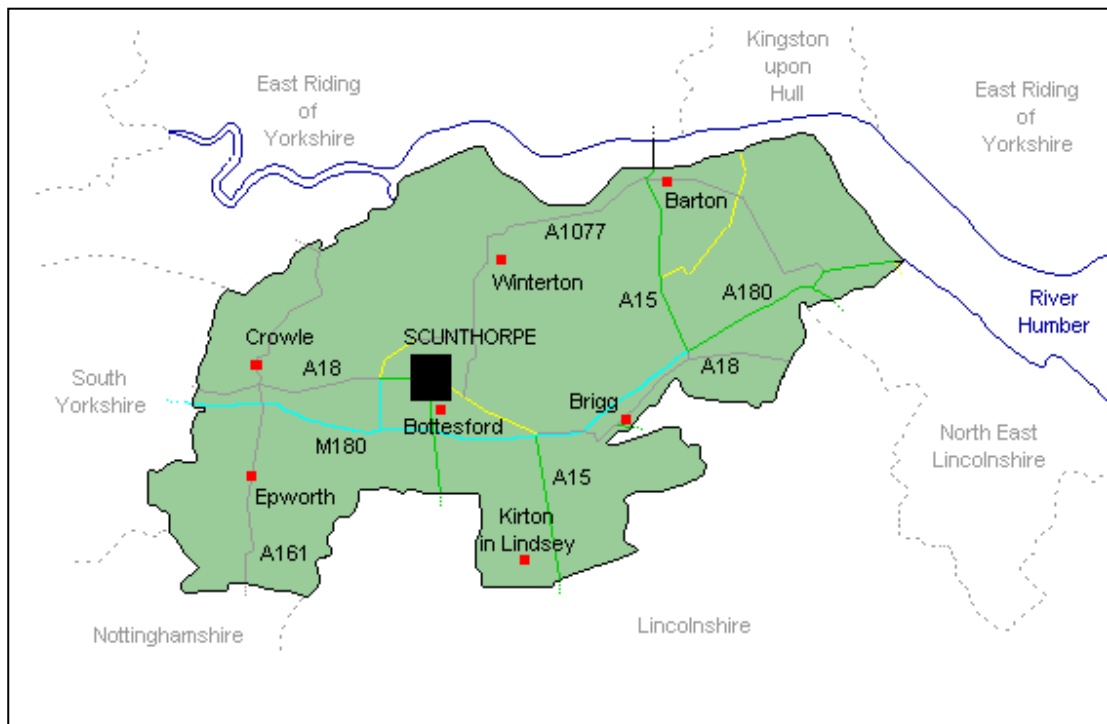 Kingston
upon
Hull
East Riding
of
Yorkshire
East Riding
of
Yorkshire
Barton
A1077
Winterton
A15
A180
River
Humber
SCUNTHORPE
Crowle
A18
A18
South
Yorkshire
Brigg
Bottesford
M180
North East
Lincolnshire
A15
Epworth
Kirton
in Lindsey
A161
Nottinghamshire
Lincolnshire